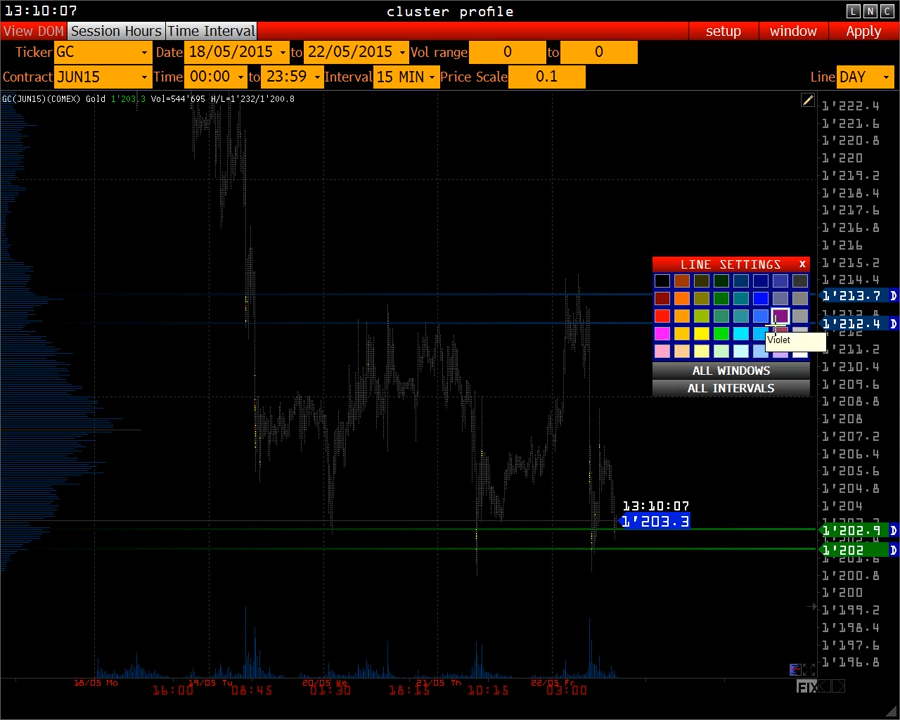 13:10:07 cluster profile L N C
View DOM Session Hours Time Interval setup window Apply
Ticker GC Date 18/05/2015 to 22/05/2015 Vol range 0 to 0
Contract JUN15 Time 00:00 to 23:59 Interval 15 MIN Price Scale 0.1 Line DAY
GC(JUN15)(COMEX) Gold 1'203.3 Vol=544'695 H/L=1'232/1'200.8
1'222.4
1'221.6
1'220.8
1'220
1'219.2
1'218.4
1'217.6
1'216.8
1'216
1'215.2
LINE SETTINGS x
1'214.4
1'213.7 D
1'212.4 D
Violet
1'211.2
1'210.4
ALL WINDOWS
1'209.6
ALL INTERVALS
1'208.8
1'208
1'207.2
1'206.4
1'205.6
1'204.8
1'204
13:10:07
1'203.3
1'202.9 D
1'202 D
1'201.6
1'200.8
1'200
1'199.2
1'198.4
1'197.6
1'196.8
18/05 Mo 19/05 Tu 20/05 We 21/05 Th 22/05 Fr
16:00 08:45 01:30 18:15 10:15 03:00
FIX